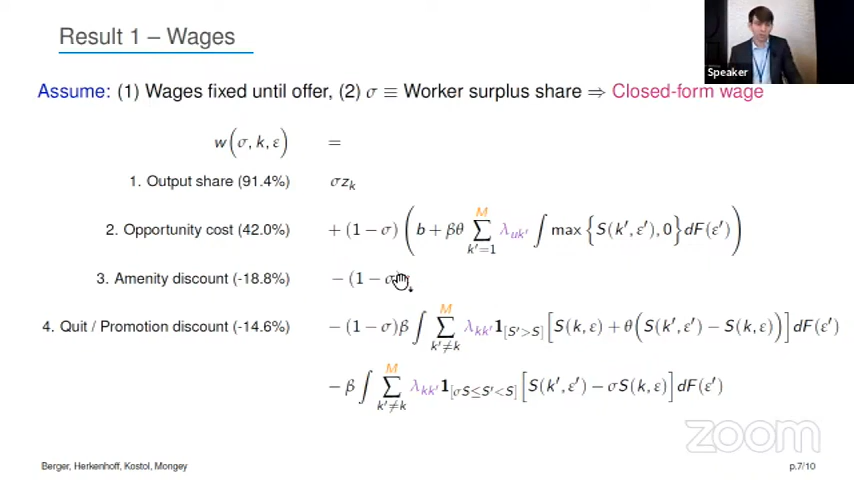 Result 1 – Wages
Speaker
Assume: (1) Wages fixed until offer, (2) σ ≡ Worker surplus share ⇒ Closed-form wage
w(σ, k, ε) =
1. Output share (91.4%) σz_k
2. Opportunity cost (42.0%) + (1 − σ) ( b + βθ ∑_{k′=1}^{M} λ_{uk′} ∫ max { S(k′, ε′), 0 } dF(ε′) )
3. Amenity discount (-18.8%) − (1 − σ
4. Quit / Promotion discount (-14.6%) − (1 − σ)β ∫ ∑_{k′≠k}^{M} λ_{kk′} 1_{[S′>S]} [ S(k, ε) + θ( S(k′, ε′) − S(k, ε) ) ] dF(ε′)
− β ∫ ∑_{k′≠k}^{M} λ_{kk′} 1_{[σS≤S′<S]} [ S(k′, ε′) − σS(k, ε) ] dF(ε′)
zoom
Berger, Herkenhoff, Kostol, Mongey p.7/10